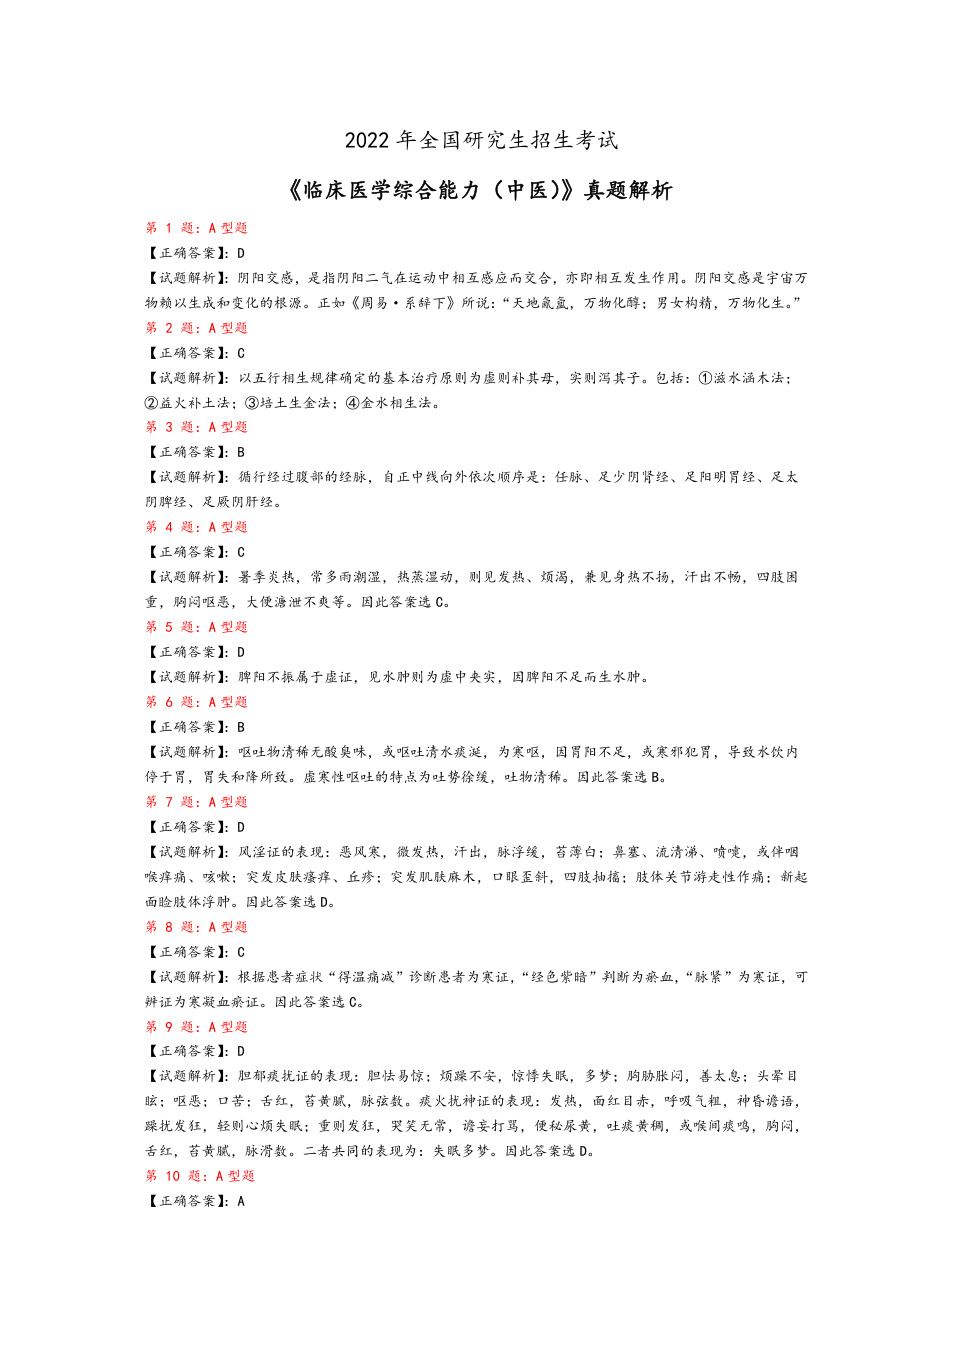 2022 年全国研究生招生考试
《临床医学综合能力（中医）》真题解析
第 1 题: A 型题
【正确答案】: D
【试题解析】: 阴阳交感，是指阴阳二气在运动中相互感应而交合，亦即相互发生作用。阴阳交感是宇宙万
物赖以生成和变化的根源。正如《周易·系辞下》所说：“天地氤氲，万物化醇；男女构精，万物化生。”
第 2 题: A 型题
【正确答案】: C
【试题解析】: 以五行相生规律确定的基本治疗原则为虚则补其母，实则泻其子。包括：①滋水涵木法；
②益火补土法；③培土生金法；④金水相生法。
第 3 题: A 型题
【正确答案】: B
【试题解析】: 循行经过腹部的经脉，自正中线向外依次顺序是：任脉、足少阴肾经、足阳明胃经、足太
阴脾经、足厥阴肝经。
第 4 题: A 型题
【正确答案】: C
【试题解析】: 暑季炎热，常多雨潮湿，热蒸湿动，则见发热、烦渴，兼见身热不扬，汗出不畅，四肢困
重，胸闷呕恶，大便溏泄不爽等。因此答案选 C。
第 5 题: A 型题
【正确答案】: D
【试题解析】: 脾阳不振属于虚证，见水肿则为虚中夹实，因脾阳不足而生水肿。
第 6 题: A 型题
【正确答案】: B
【试题解析】: 呕吐物清稀无酸臭味，或呕吐清水痰涎，为寒呕，因胃阳不足，或寒邪犯胃，导致水饮内
停于胃，胃失和降所致。虚寒性呕吐的特点为吐势徐缓，吐物清稀。因此答案选 B。
第 7 题: A 型题
【正确答案】: D
【试题解析】: 风淫证的表现：恶风寒，微发热，汗出，脉浮缓，苔薄白；鼻塞、流清涕、喷嚏，或伴咽
喉痒痛、咳嗽；突发皮肤瘙痒、丘疹；突发肌肤麻木，口眼歪斜，四肢抽搐；肢体关节游走性作痛；新起
面睑肢体浮肿。因此答案选 D。
第 8 题: A 型题
【正确答案】: C
【试题解析】: 根据患者症状“得温痛减”诊断患者为寒证，“经色紫暗”判断为瘀血，“脉紧”为寒证，可
辨证为寒凝血瘀证。因此答案选 C。
第 9 题: A 型题
【正确答案】: D
【试题解析】: 胆郁痰扰证的表现：胆怯易惊；烦躁不安，惊悸失眠，多梦；胸胁胀闷，善太息；头晕目
眩；呕恶；口苦；舌红，苔黄腻，脉弦数。痰火扰神证的表现：发热，面红目赤，呼吸气粗，神昏谵语，
躁扰发狂，轻则心烦失眠；重则发狂，哭笑无常，谵妄打骂，便秘尿黄，吐痰黄稠，或喉间痰鸣，胸闷，
舌红，苔黄腻，脉滑数。二者共同的表现为：失眠多梦。因此答案选 D。
第 10 题: A 型题
【正确答案】: A